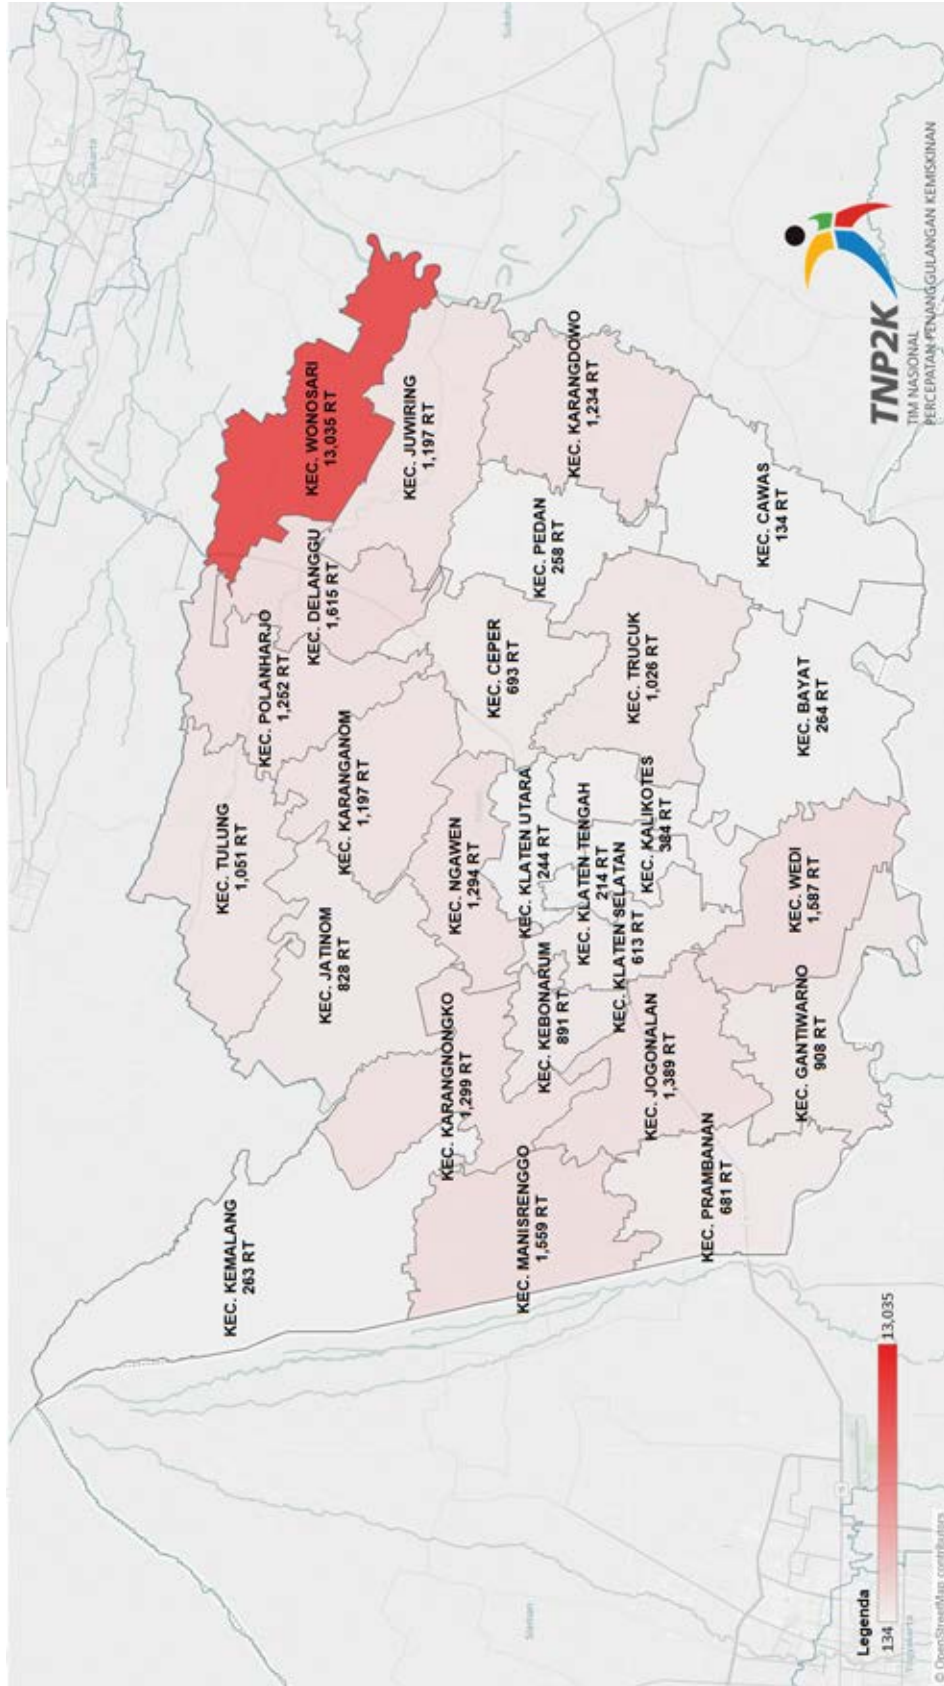 Surakarta
KEC. WONOSARI
13,035 RT
KEC. JUWIRING
1,197 RT
KEC. DELANGGU
1,615 RT
KEC. POLANHARJO
1,252 RT
KEC. KARANGDOWO
1,234 RT
KEC. PEDAN
258 RT
KEC. CAWAS
134 RT
KEC. CEPER
693 RT
KEC. TRUCUK
1,026 RT
KEC. BAYAT
264 RT
KEC. TULUNG
1,051 RT
KEC. KARANGANOM
1,197 RT
KEC. JATINOM
828 RT
KEC. NGAWEN
1,294 RT
KEC. KLATEN UTARA
244 RT
KEC. KLATEN TENGAH
214 RT
KEC. KLATEN SELATAN
613 RT
KEC. KALIKOTES
384 RT
KEC. WEDI
1,587 RT
KEC. KEBONARUM
891 RT
KEC. KARANGNONGKO
1,299 RT
KEC. JOGONALAN
1,389 RT
KEC. GANTIWARNO
908 RT
KEC. KEMALANG
263 RT
KEC. MANISRENGGO
1,559 RT
KEC. PRAMBANAN
681 RT
Sleman
Yogyakarta
Legenda
134
13,035
© OpenStreetMap contributors
TNP2K
TIM NASIONAL
PERCEPATAN PENANGGULANGAN KEMISKINAN